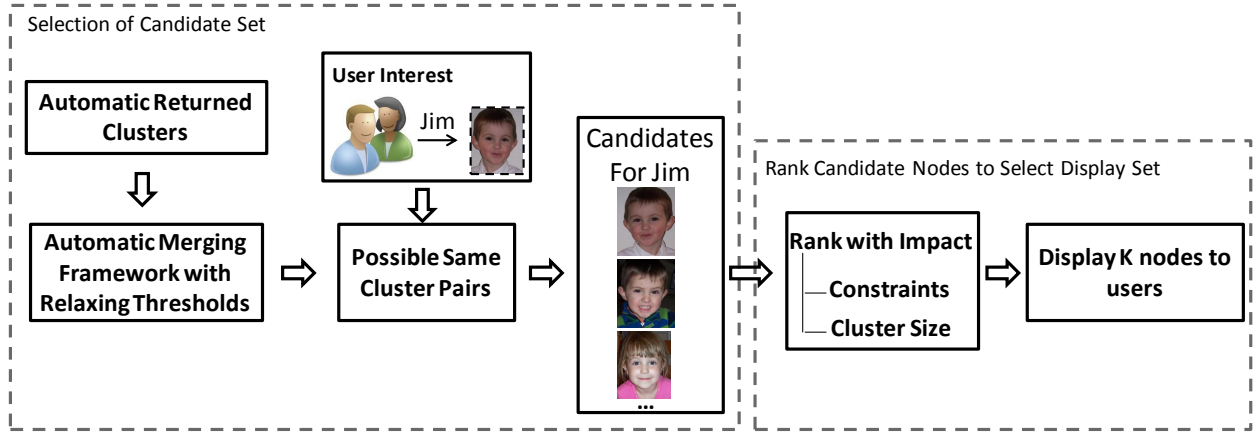 Selection of Candidate Set
Automatic Returned
Clusters
User Interest
Jim
Automatic Merging
Framework with
Relaxing Thresholds
Possible Same
Cluster Pairs
Candidates
For Jim
...
Rank Candidate Nodes to Select Display Set
Rank with Impact
Constraints
Cluster Size
Display K nodes to
users